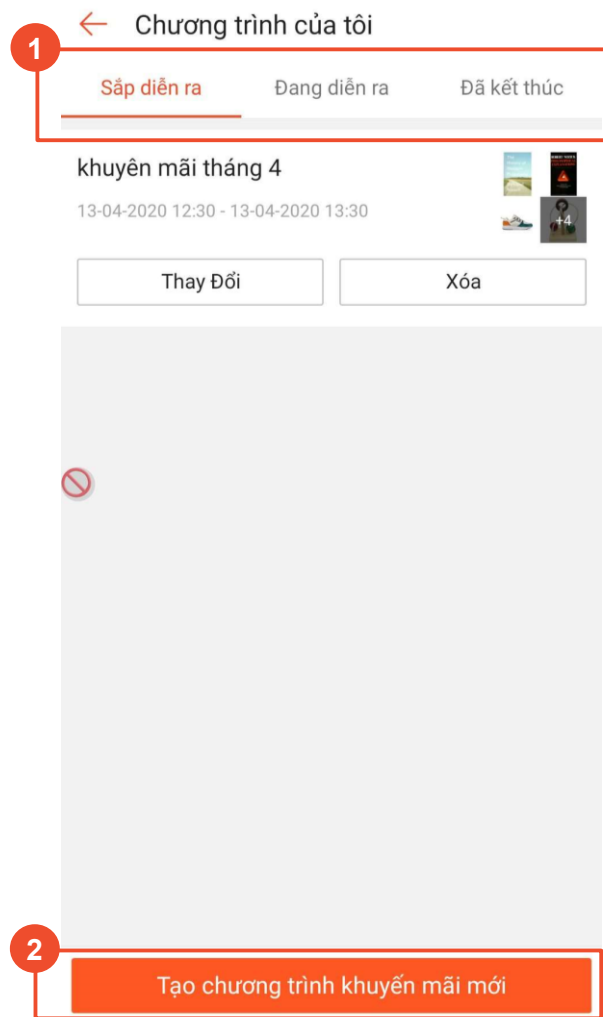 Chương trình của tôi
1
Sắp diễn ra Đang diễn ra Đã kết thúc
khuyên mãi tháng 4
13-04-2020 12:30 - 13-04-2020 13:30
+4
Thay Đổi Xóa
2
Tạo chương trình khuyến mãi mới